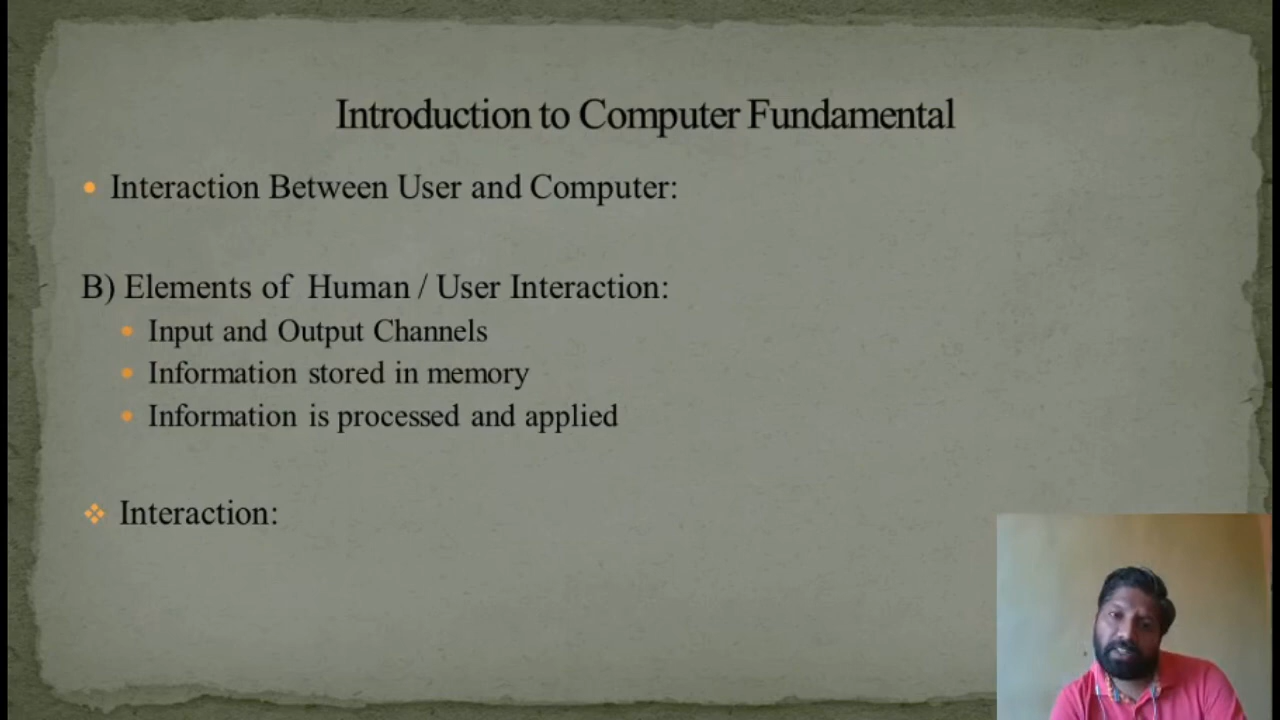 Introduction to Computer Fundamental
• Interaction Between User and Computer:
B) Elements of Human / User Interaction:
• Input and Output Channels
• Information stored in memory
• Information is processed and applied
❖ Interaction: